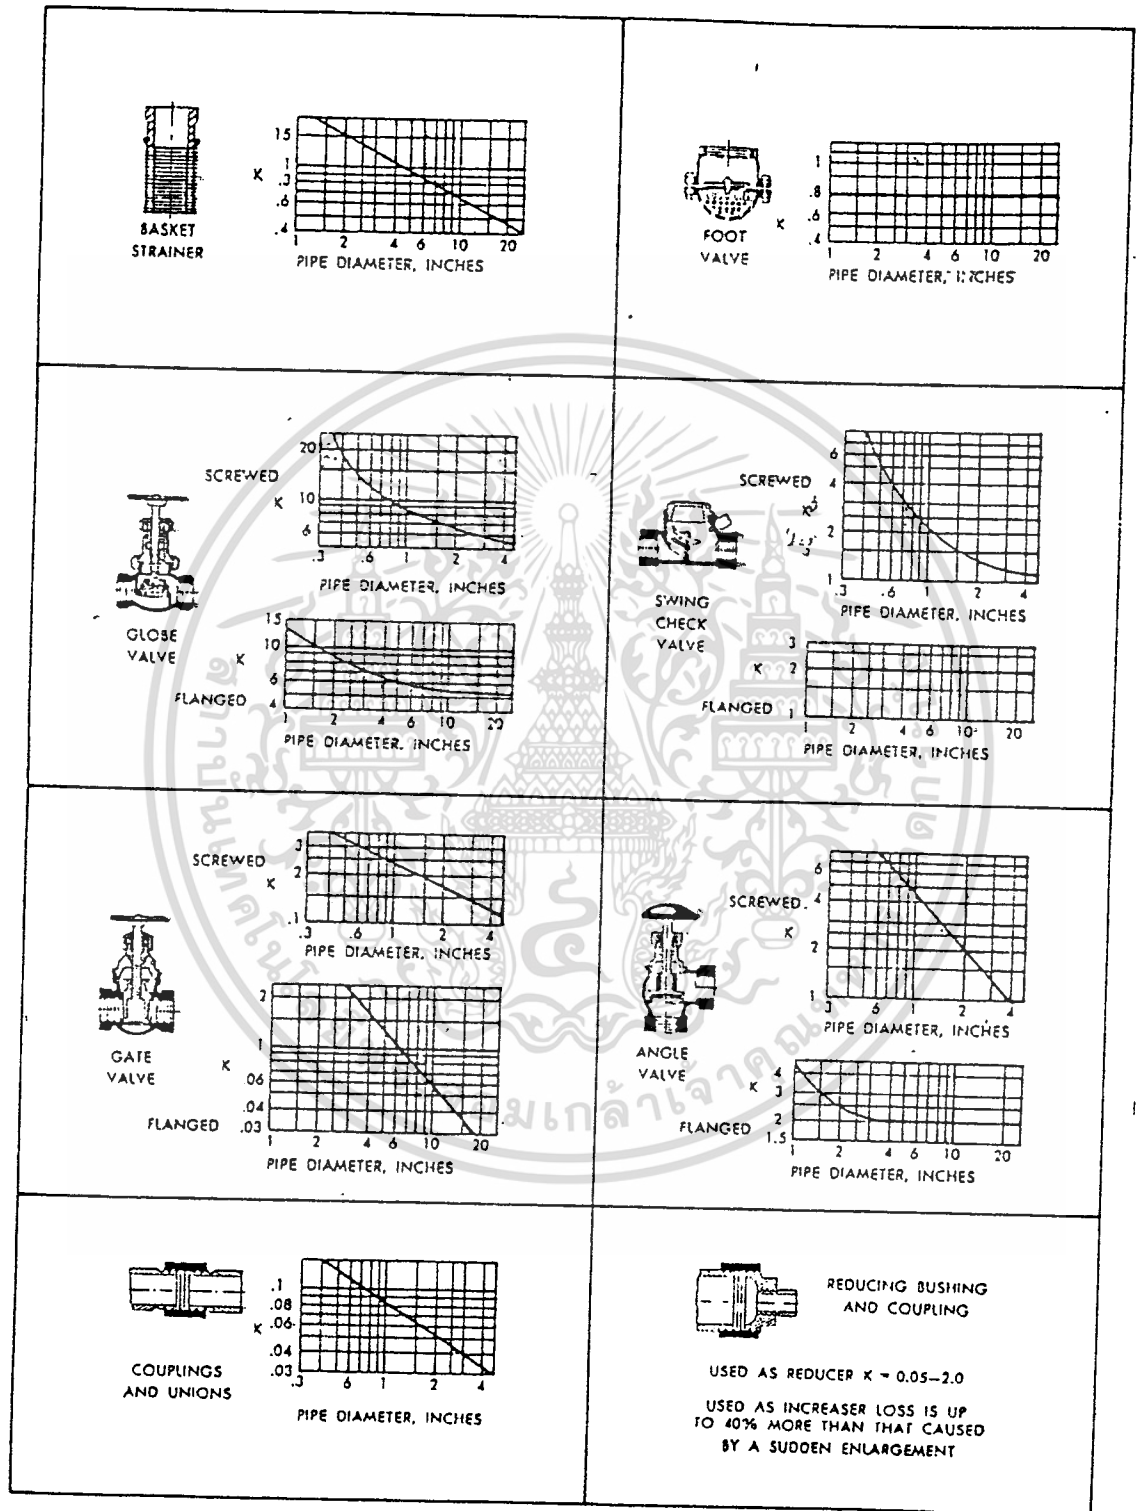 BASKET
STRAINER
K
15
1
.3
.6
.4
1 2 4 6 10 20
PIPE DIAMETER, INCHES
FOOT
VALVE
K
1
.8
.6
.4
1 2 4 6 10 20
PIPE DIAMETER, INCHES
SCREWED
K
20
10
6
.3 .6 1 2 4
PIPE DIAMETER, INCHES
GLOBE
VALVE
K
FLANGED
15
10
6
4
1 2 4 6 10 20
PIPE DIAMETER, INCHES
SCREWED
K
6
4
2
1
.3 .6 1 2 4
PIPE DIAMETER, INCHES
SWING
CHECK
VALVE
K
FLANGED
3
2
1
1 2 4 6 10 20
PIPE DIAMETER, INCHES
SCREWED
K
3
2
.1
.3 .6 1 2 4
PIPE DIAMETER, INCHES
GATE
VALVE
K
FLANGED
2
1
.06
.04
.03
1 2 4 6 10 20
PIPE DIAMETER, INCHES
SCREWED.
K
6
4
2
1
.3 .6 1 2 4
PIPE DIAMETER, INCHES
ANGLE
VALVE
K
FLANGED
4
3
2
1.5
1 2 4 6 10 20
PIPE DIAMETER, INCHES
COUPLINGS
AND UNIONS
K
.1
.08
.06
.04
.03
.3 6 1 2 4
PIPE DIAMETER, INCHES
REDUCING BUSHING
AND COUPLING
USED AS REDUCER K = 0.05–2.0
USED AS INCREASER LOSS IS UP
TO 40% MORE THAN THAT CAUSED
BY A SUDDEN ENLARGEMENT